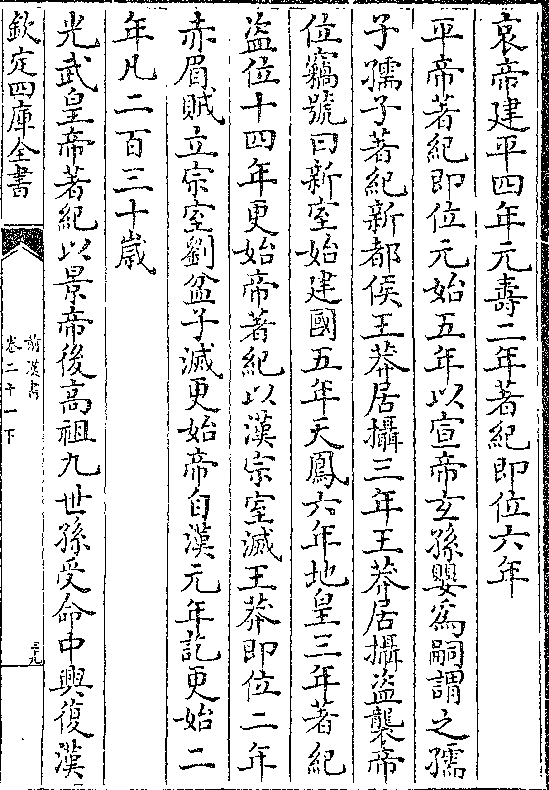 哀帝建平四年元壽二年著紀即位六年
平帝著紀即位元始五年以宣帝玄孫嬰為嗣謂之孺
子孺子著紀新都侯王莽居攝三年王莽居攝盜襲帝
位竊號曰新室始建國五年天鳳六年地皇三年著紀
盜位十四年更始帝著紀以漢宗室滅王莽即位二年
赤眉賊立宗室劉盆子滅更始帝自漢元年訖更始二
年凡二百三十歲
光武皇帝著紀以景帝後高祖九世孫受命中興復漢
欽定四庫全書
前漢書
卷二十一下
三九